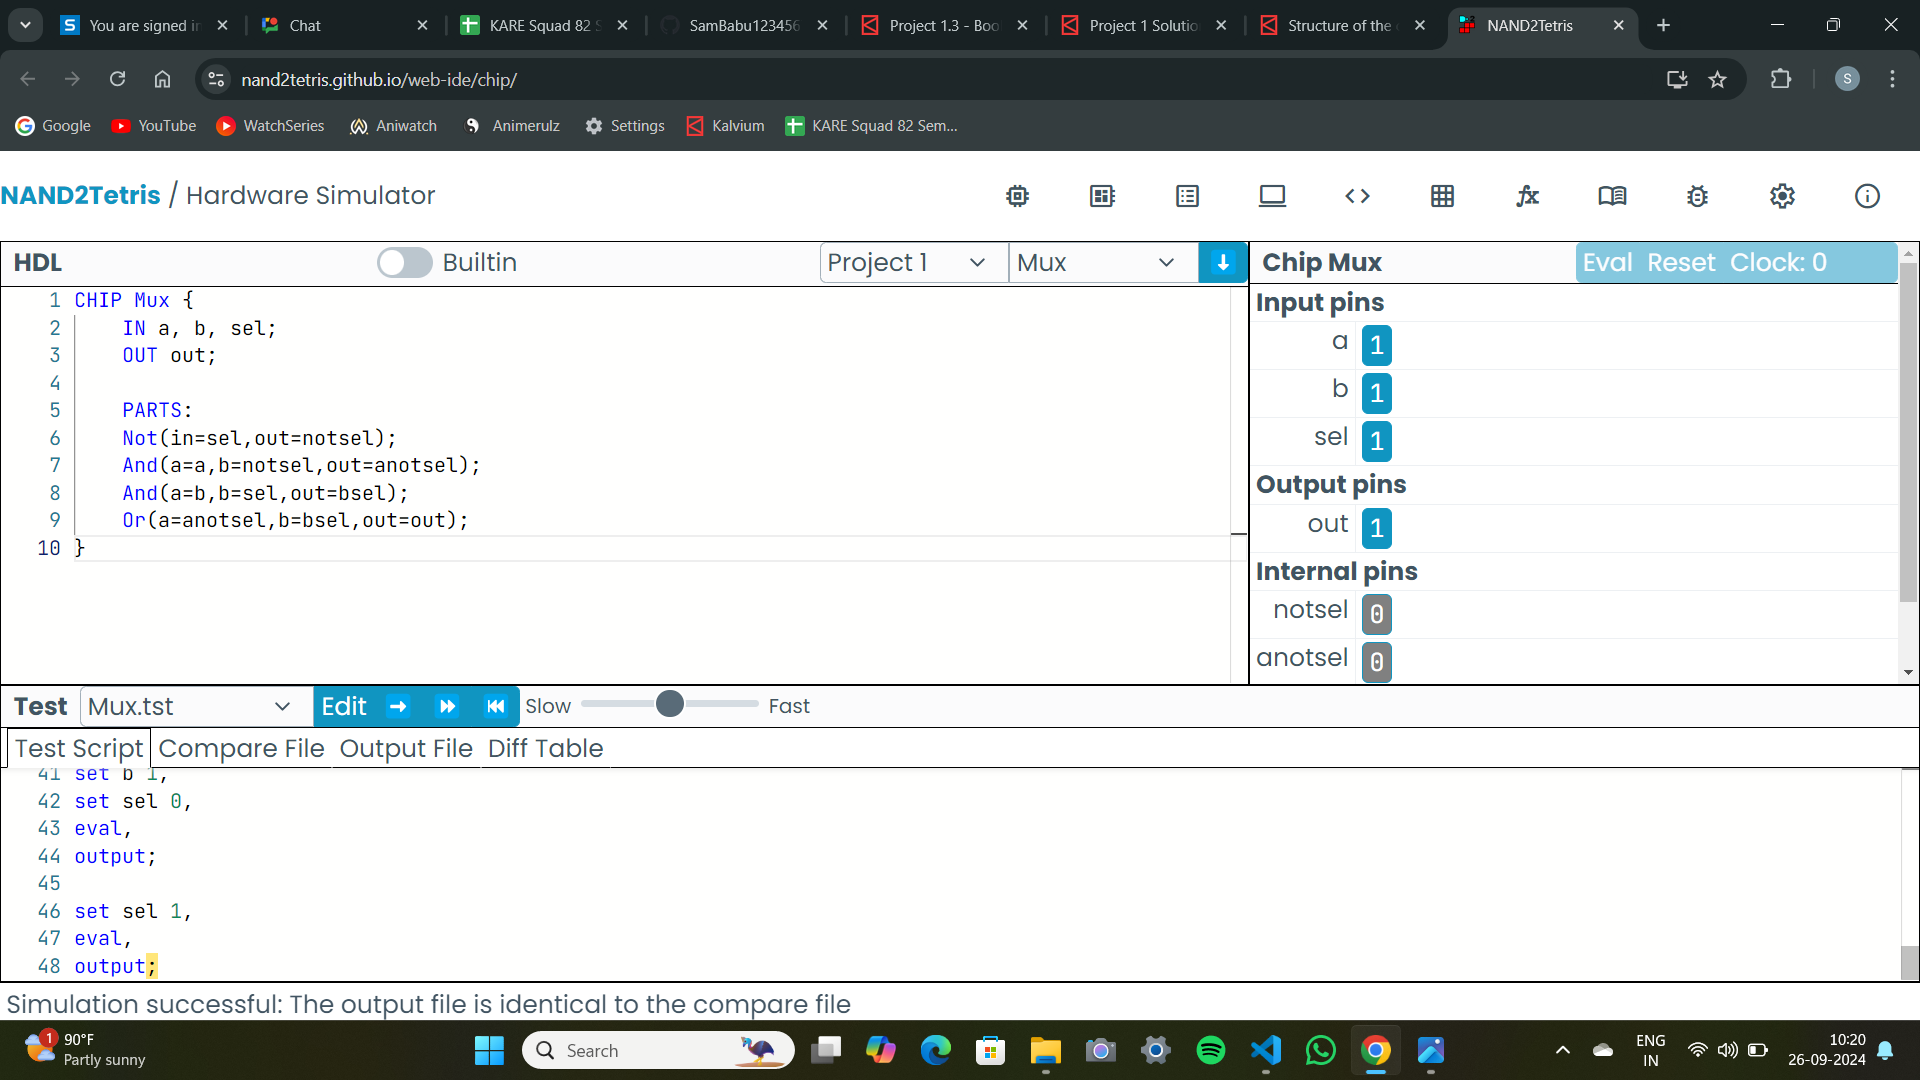 You are signed in
Chat
KARE Squad 82 S
SamBabu123456
Project 1.3 - Boo
Project 1 Solutio
Structure of the c
NAND2Tetris
nand2tetris.github.io/web-ide/chip/
S
Google
YouTube
WatchSeries
Aniwatch
Animerulz
Settings
Kalvium
KARE Squad 82 Sem...
NAND2Tetris / Hardware Simulator
HDL
Builtin
Project 1
Mux
Chip Mux
Eval Reset Clock: 0
1 CHIP Mux {
2 IN a, b, sel;
3 OUT out;
4
5 PARTS:
6 Not(in=sel,out=notsel);
7 And(a=a,b=notsel,out=anotsel);
8 And(a=b,b=sel,out=bsel);
9 Or(a=anotsel,b=bsel,out=out);
10 }
Input pins
a 1
b 1
sel 1
Output pins
out 1
Internal pins
notsel 0
anotsel 0
Test
Mux.tst
Edit
Slow
Fast
Test Script
Compare File
Output File
Diff Table
41 set b 1,
42 set sel 0,
43 eval,
44 output;
45
46 set sel 1,
47 eval,
48 output;
Simulation successful: The output file is identical to the compare file
1
90°F
Partly sunny
Search
ENG
IN
10:20
26-09-2024